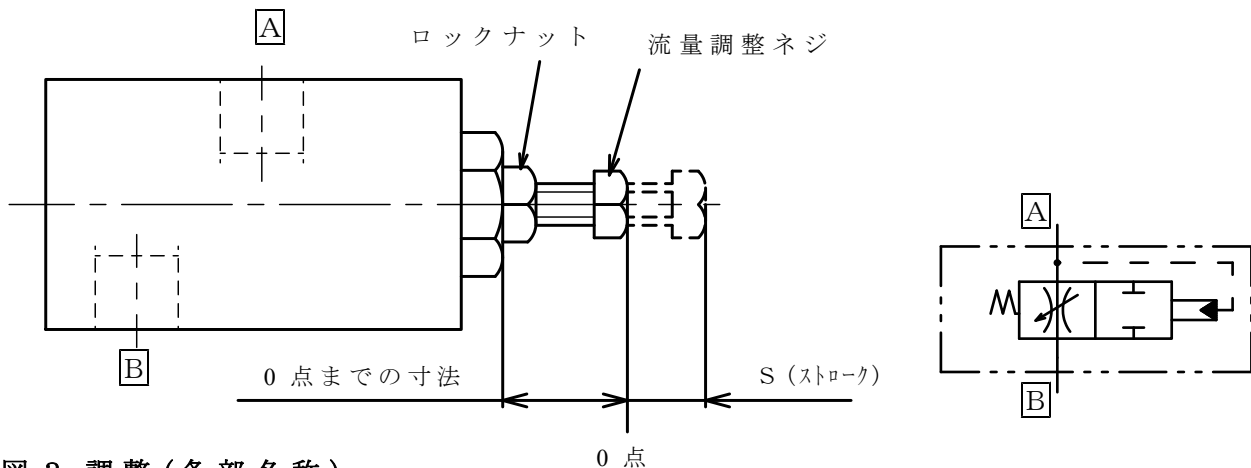 A
ロックナット
流量調整ネジ
B
0 点までの寸法
S (ストローク)
0 点
A
B
図 2 調整(各部名称)